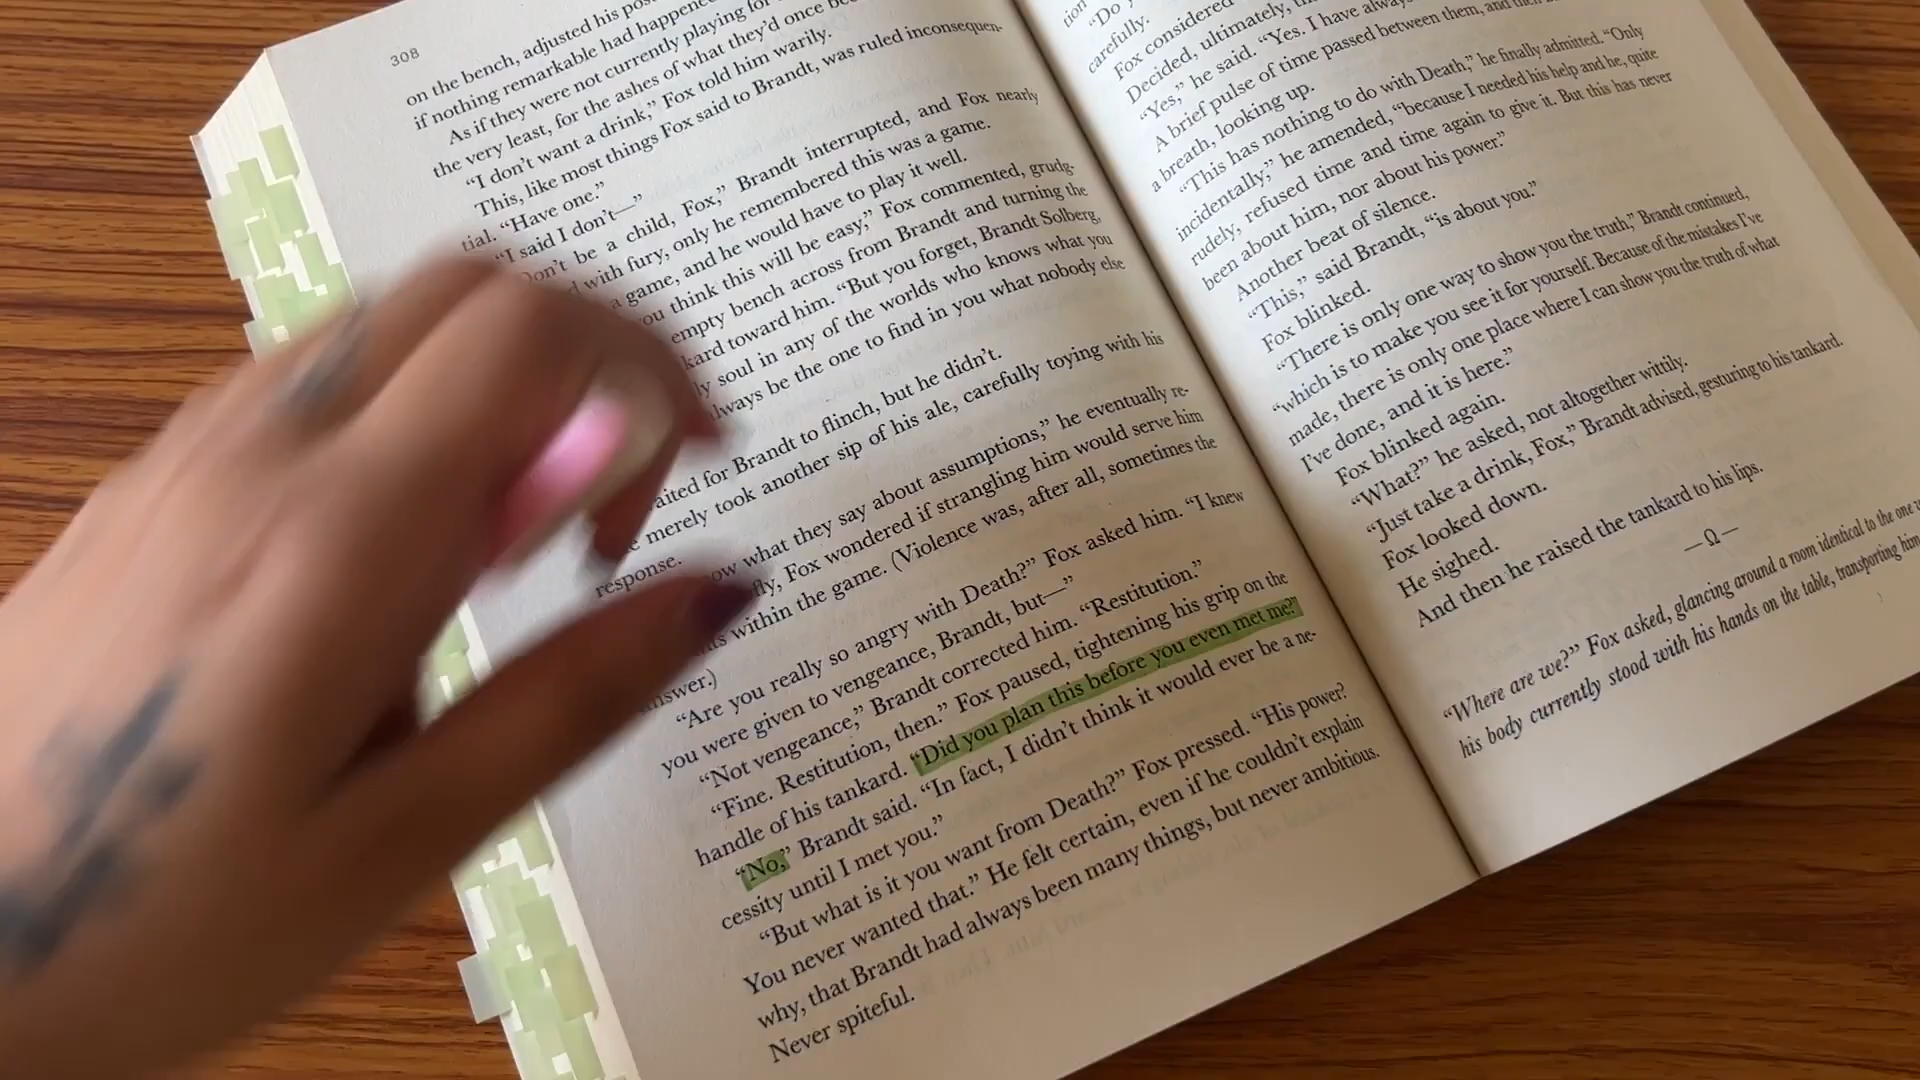 308
on the bench, adjusted his
if nothing remarkable had happened
As if they were not currently playing for
the very least, for the ashes of what they'd once
"I don't want a drink," Fox told him warily.
This, like most things Fox said to Brandt, was ruled inconsequen-
tial. "Have one."
"I said I don't—"
"Don't be a child, Fox," Brandt interrupted, and Fox nearly
with fury, only he remembered this was a game.
a game, and he would have to play it well.
you think this will be easy," Fox commented, grudg-
empty bench across from Brandt and turning the
toward him. "But you forget, Brandt Solberg,
soul in any of the worlds who knows what you
always be the one to find in you what nobody else
waited for Brandt to flinch, but he didn't.
merely took another sip of his ale, carefully toying with his
response.
what they say about assumptions," he eventually re-
Fox wondered if strangling him would serve him
within the game. (Violence was, after all, sometimes the
answer.)
"Are you really so angry with Death?" Fox asked him. "I knew
you were given to vengeance, Brandt, but—"
"Not vengeance," Brandt corrected him. "Restitution."
"Fine. Restitution, then." Fox paused, tightening his grip on the
handle of his tankard. "Did you plan this before you even met me?"
"No," Brandt said. "In fact, I didn't think it would ever be a ne-
cessity until I met you."
"But what is it you want from Death?" Fox pressed. "His power?
You never wanted that." He felt certain, even if he couldn't explain
why, that Brandt had always been many things, but never ambitious.
Never spiteful.
"Do
carefully.
Fox considered
Decided, ultimately,
"Yes," he said. "Yes. I have always
A brief pulse of time passed between them, and then
a breath, looking up.
"This has nothing to do with Death," he finally admitted. "Only
incidentally," he amended, "because I needed his help and he, quite
rudely, refused time and time again to give it. But this has never
been about him, nor about his power."
Another beat of silence.
"This," said Brandt, "is about you."
Fox blinked.
"There is only one way to show you the truth," Brandt continued,
"which is to make you see it for yourself. Because of the mistakes I've
made, there is only one place where I can show you the truth of what
I've done, and it is here."
Fox blinked again.
"What?" he asked, not altogether wittily.
"Just take a drink, Fox," Brandt advised, gesturing to his tankard.
Fox looked down.
He sighed.
And then he raised the tankard to his lips.
—Ω—
"Where are we?" Fox asked, glancing around a room identical to the one
his body currently stood with his hands on the table, transporting him